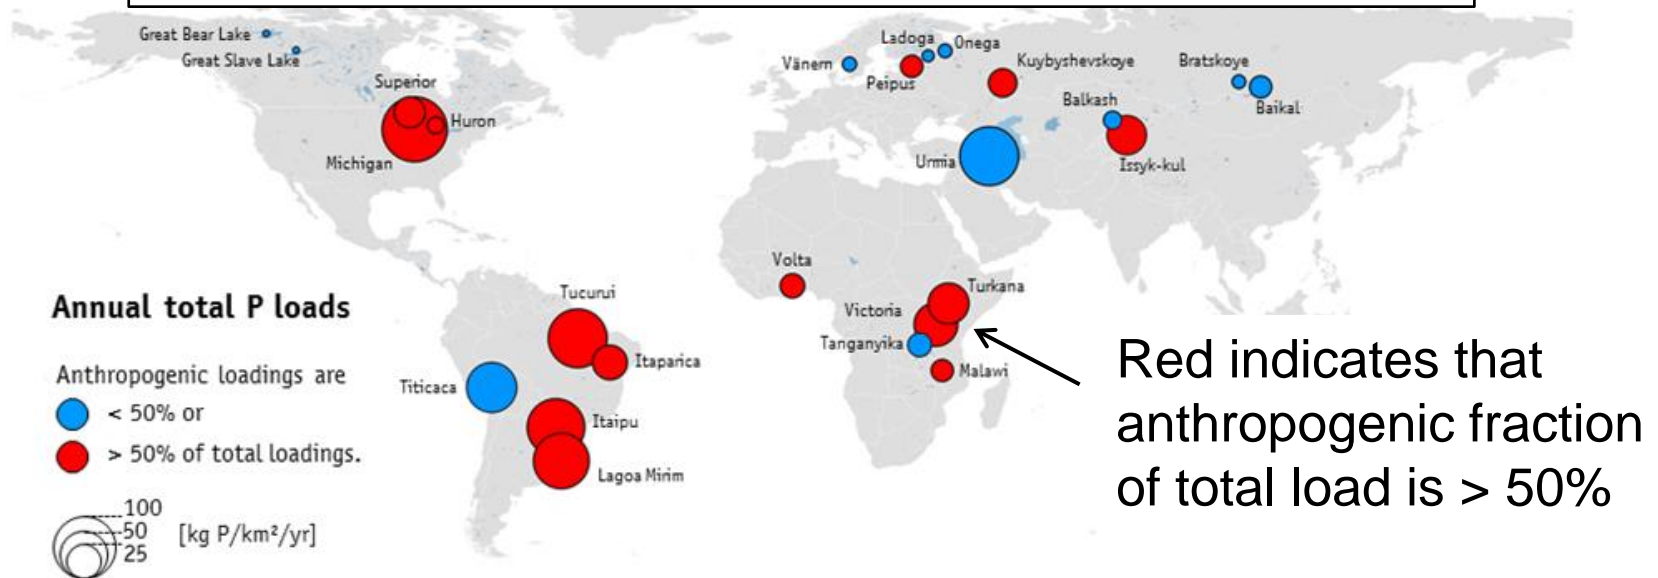 Great Bear Lake
Great Slave Lake
Superior
Huron
Michigan
Ladoga
Onega
Vänern
Peipus
Kuybyshevskoye
Bratskoye
Baikal
Balkash
Issyk-kul
Urmia
Volta
Turkana
Victoria
Tanganyika
Malawi
Tucurui
Itaparica
Titicaca
Itaipu
Lagoa Mirim
Annual total P loads
Anthropogenic loadings are
< 50% or
> 50% of total loadings.
100
50
25
[kg P/km²/yr]
Red indicates that
anthropogenic fraction
of total load is > 50%